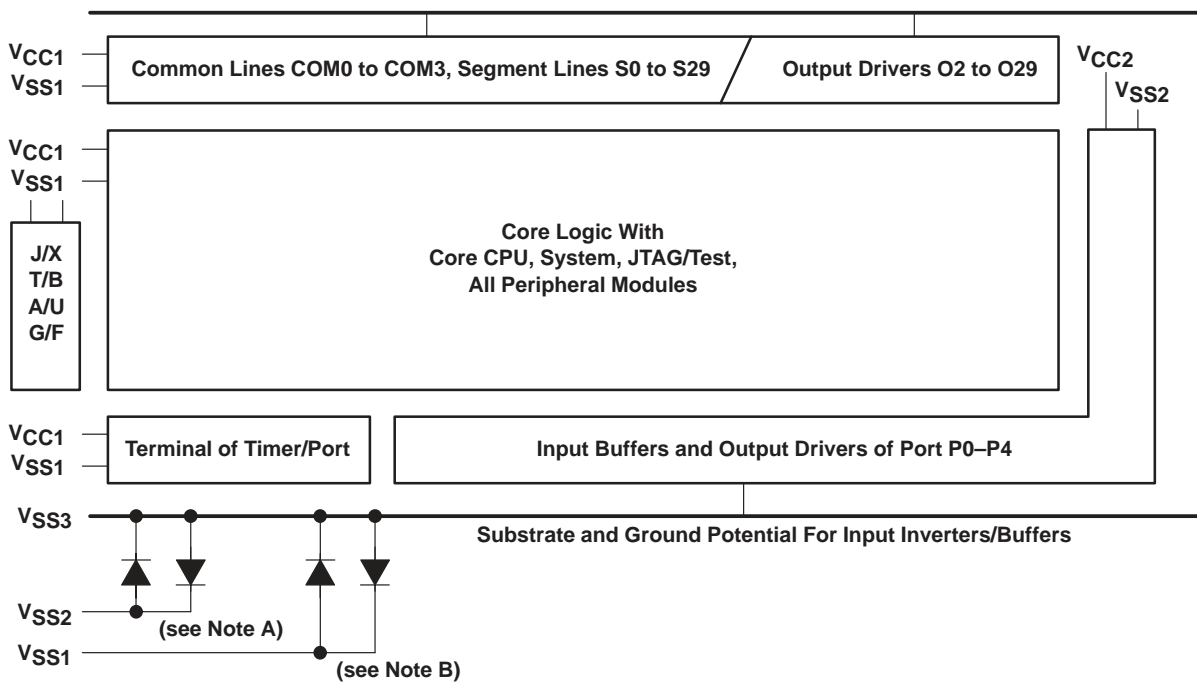 VCC1
VSS1
Common Lines COM0 to COM3, Segment Lines S0 to S29
Output Drivers O2 to O29
VCC2
VSS2
VCC1
VSS1
J/X
T/B
A/U
G/F
Core Logic With
Core CPU, System, JTAG/Test,
All Peripheral Modules
VCC1
VSS1
Terminal of Timer/Port
Input Buffers and Output Drivers of Port P0–P4
VSS3
Substrate and Ground Potential For Input Inverters/Buffers
VSS2
(see Note A)
VSS1
(see Note B)